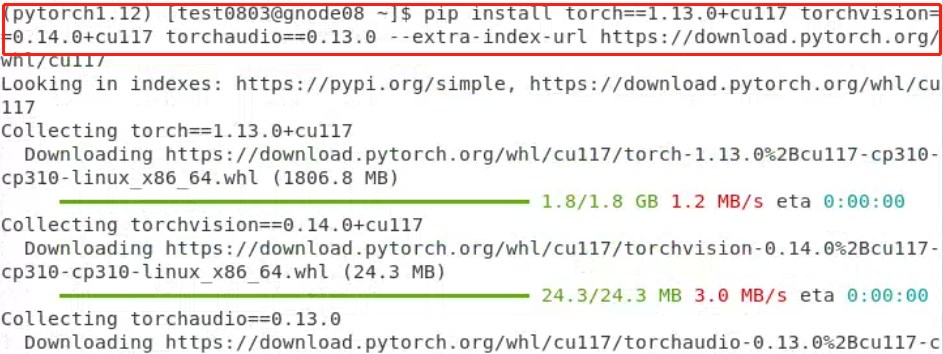 (pytorch1.12) [test0803@gnode08 ~]$ pip install torch==1.13.0+cu117 torchvision=
=0.14.0+cu117 torchaudio==0.13.0 --extra-index-url https://download.pytorch.org/
whl/cu117
Looking in indexes: https://pypi.org/simple, https://download.pytorch.org/whl/cu
117
Collecting torch==1.13.0+cu117
  Downloading https://download.pytorch.org/whl/cu117/torch-1.13.0%2Bcu117-cp310-
cp310-linux_x86_64.whl (1806.8 MB)
1.8/1.8 GB 1.2 MB/s eta 0:00:00
Collecting torchvision==0.14.0+cu117
  Downloading https://download.pytorch.org/whl/cu117/torchvision-0.14.0%2Bcu117-
cp310-cp310-linux_x86_64.whl (24.3 MB)
24.3/24.3 MB 3.0 MB/s eta 0:00:00
Collecting torchaudio==0.13.0
  Downloading https://download.pytorch.org/whl/cu117/torchaudio-0.13.0%2Bcu117-c